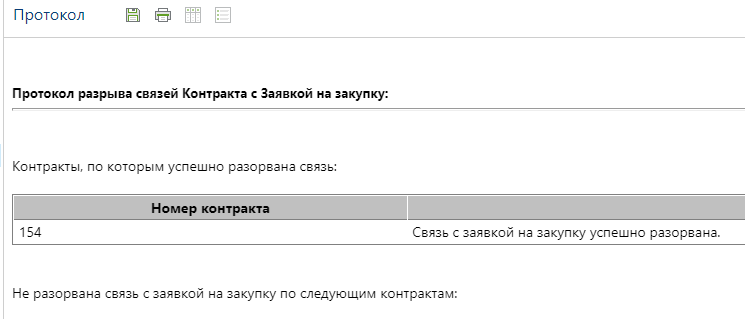 Протокол
Протокол разрыва связей Контракта с Заявкой на закупку:
Контракты, по которым успешно разорвана связь:
Номер контракта
154 Связь с заявкой на закупку успешно разорвана.
Не разорвана связь с заявкой на закупку по следующим контрактам: